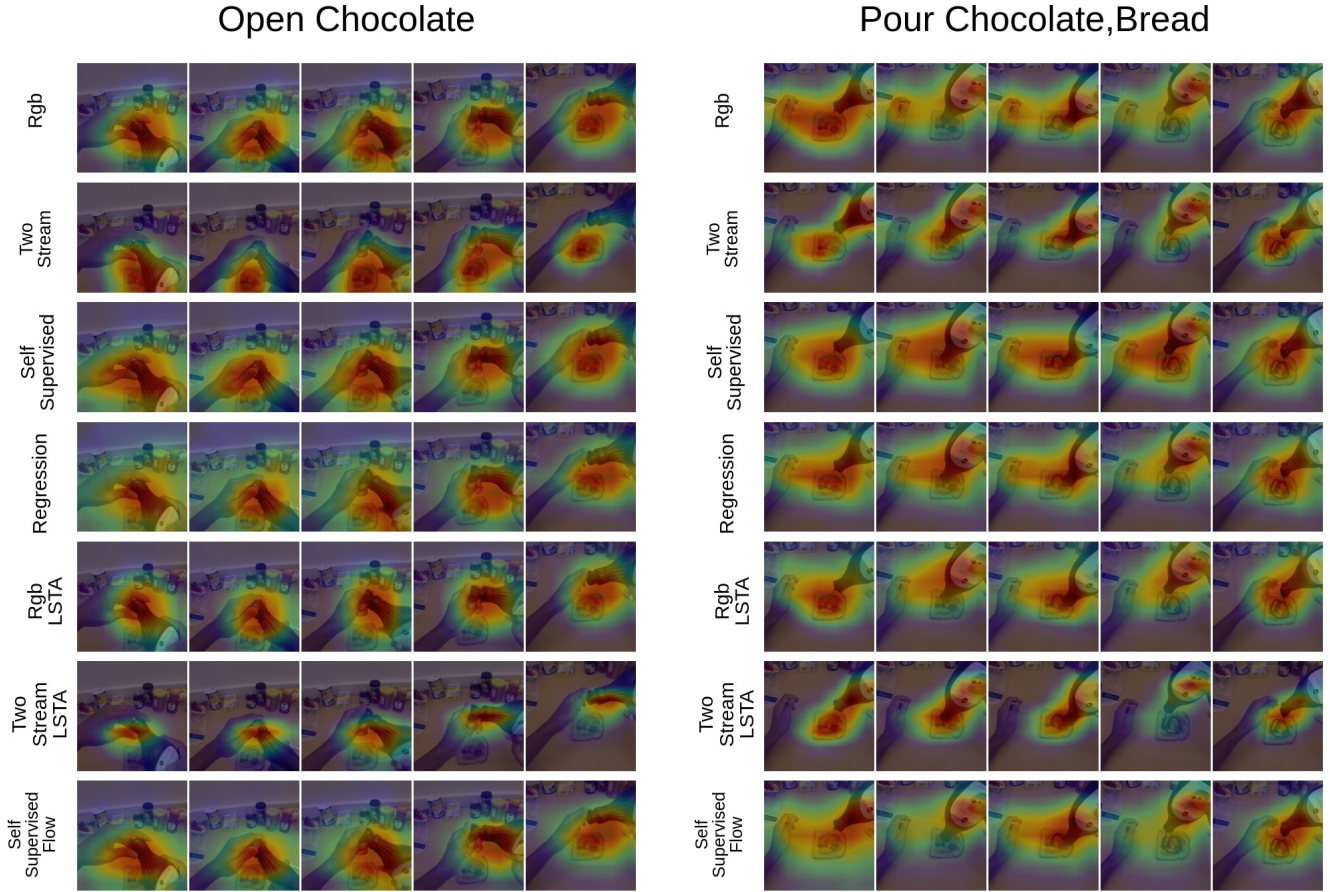 Open Chocolate
Rgb
Two
Stream
Self
Supervised
Regression
Rgb
LSTA
Two
Stream
LSTA
Self
Supervised
Flow
Pour Chocolate,Bread
Rgb
Two
Stream
Self
Supervised
Regression
Rgb
LSTA
Two
Stream
LSTA
Self
Supervised
Flow